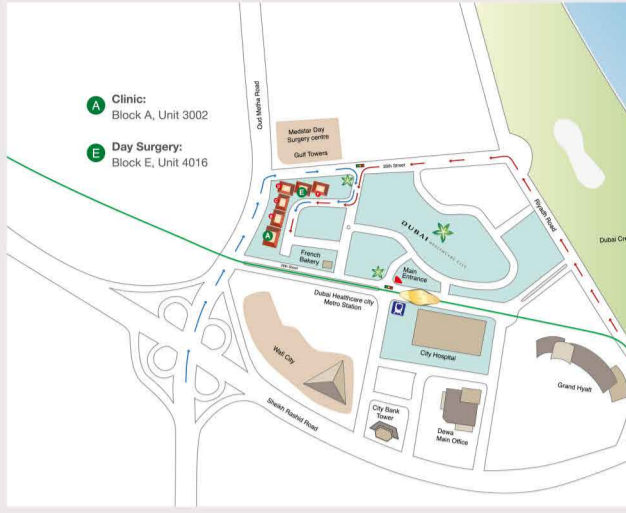 A
Clinic:
Block A, Unit 3002
E
Day Surgery:
Block E, Unit 4016
Oud Metha Road
Medstar Day
Surgery centre
Gulf Towers
Riyadh Road
E
A
DUBAI HEALTHCARE CITY
French
Bakery
Main
Entrance
Dubai Healthcare city
Metro Station
Dubai Cre
Wafi City
City Hospital
Grand Hyatt
City Bank
Tower
Dewa
Main Office
Sheikh Rashid Road